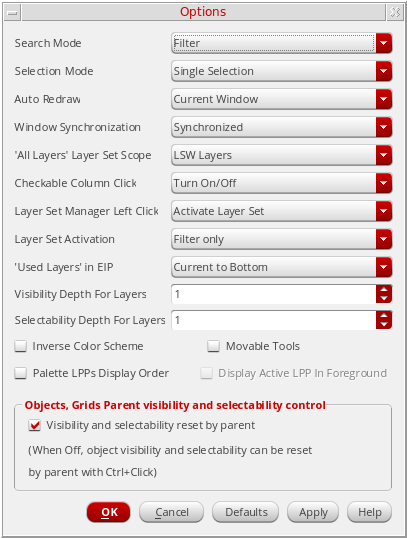 Options
Search Mode Filter
Selection Mode Single Selection
Auto Redraw Current Window
Window Synchronization Synchronized
'All Layers' Layer Set Scope LSW Layers
Checkable Column Click Turn On/Off
Layer Set Manager Left Click Activate Layer Set
Layer Set Activation Filter only
'Used Layers' in EIP Current to Bottom
Visibility Depth For Layers 1
Selectability Depth For Layers 1
Inverse Color Scheme Movable Tools
Palette LPPs Display Order Display Active LPP In Foreground
Objects, Grids Parent visibility and selectability control
Visibility and selectability reset by parent
(When Off, object visibility and selectability can be reset
by parent with Ctrl+Click)
OK Cancel Defaults Apply Help